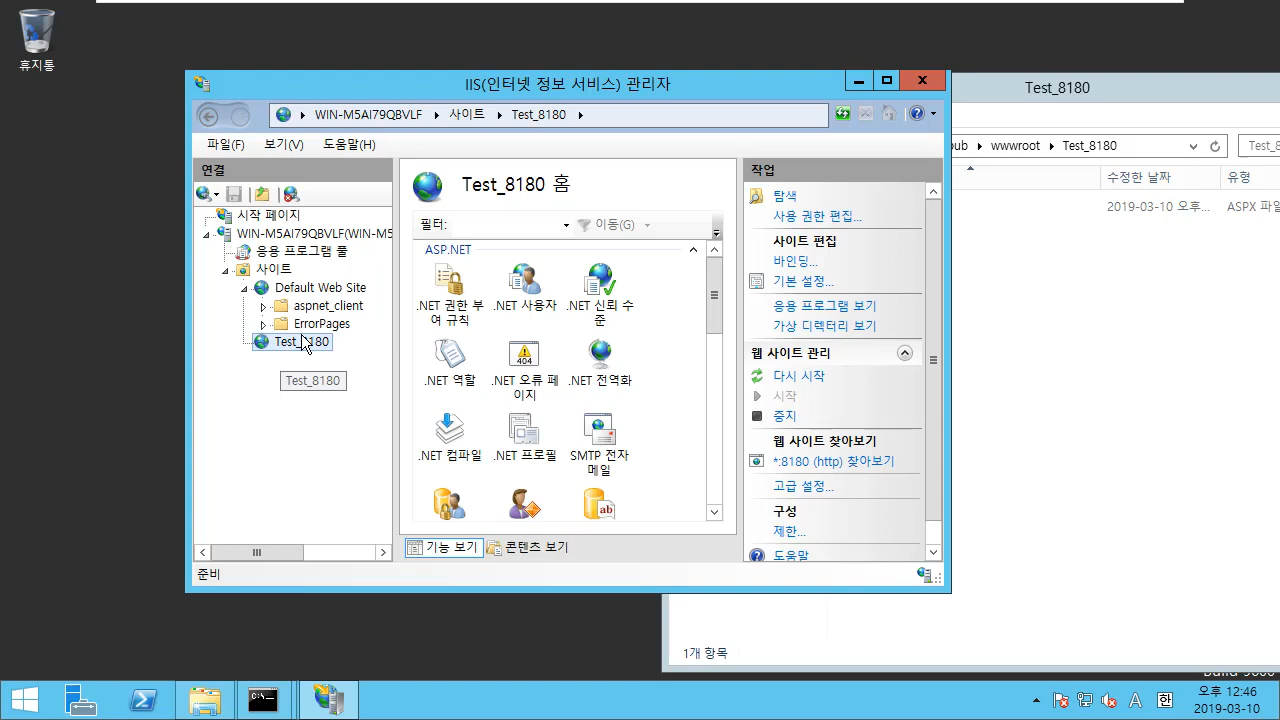 휴지통
IIS(인터넷 정보 서비스) 관리자
Test_8180
WIN-M5AI79QBVLF
사이트
Test_8180
wwwroot
Test_8180
파일(F)
보기(V)
도움말(H)
연결
시작 페이지
WIN-M5AI79QBVLF(WIN-M5
응용 프로그램 풀
사이트
Default Web Site
aspnet_client
ErrorPages
Test_8180
Test_8180
Test_8180 홈
필터:
이동(G)
ASP.NET
.NET 권한 부
여 규칙
.NET 사용자
.NET 신뢰 수
준
.NET 역할
404
.NET 오류 페
이지
.NET 전역화
.NET 컴파일
.NET 프로필
SMTP 전자
메일
ab
기능 보기
콘텐츠 보기
준비
작업
탐색
사용 권한 편집...
사이트 편집
바인딩...
기본 설정...
응용 프로그램 보기
가상 디렉터리 보기
웹 사이트 관리
다시 시작
시작
중지
웹 사이트 찾아보기
*:8180 (http) 찾아보기
고급 설정...
구성
제한...
도움말
수정한 날짜
유형
2019-03-10 오후...
ASPX 파일
1개 항목
A
한
오후 12:46
2019-03-10